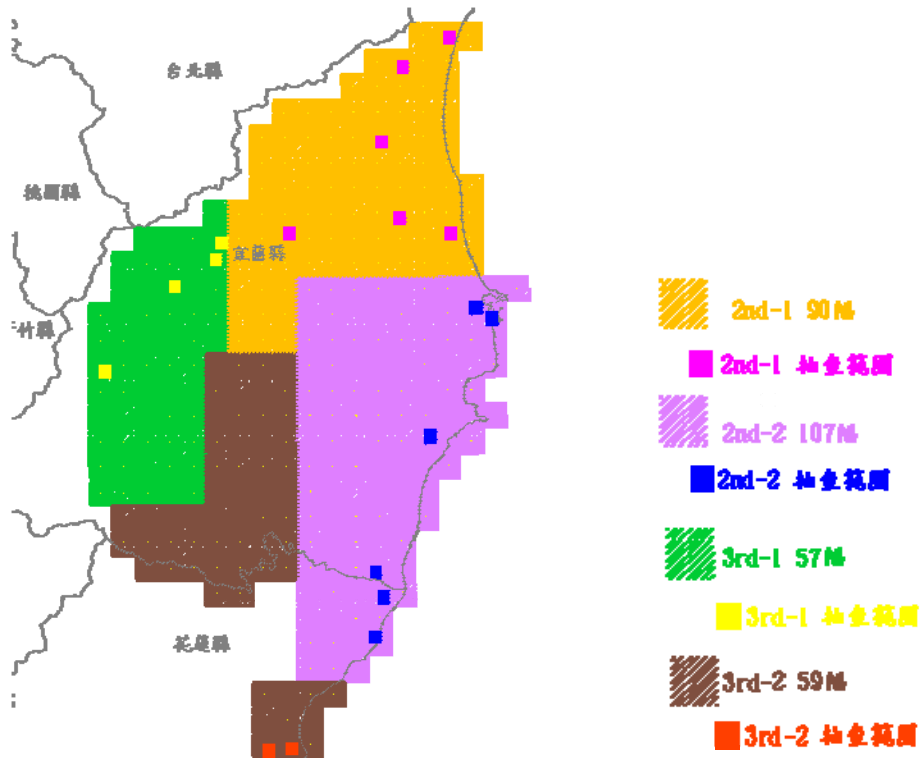 台北縣
桃園縣
宜蘭縣
竹縣
花蓮縣
2nd-1 90幅
2nd-1 抽查範圍
2nd-2 107幅
2nd-2 抽查範圍
3rd-1 57幅
3rd-1 抽查範圍
3rd-2 59幅
3rd-2 抽查範圍